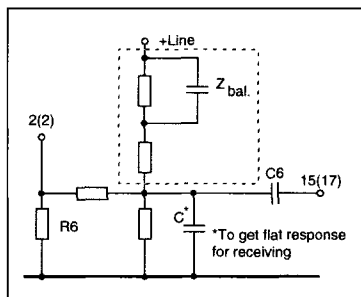 +Line
Z bal.
2(2)
C6
15(17)
R6
C*
*To get flat response
for receiving